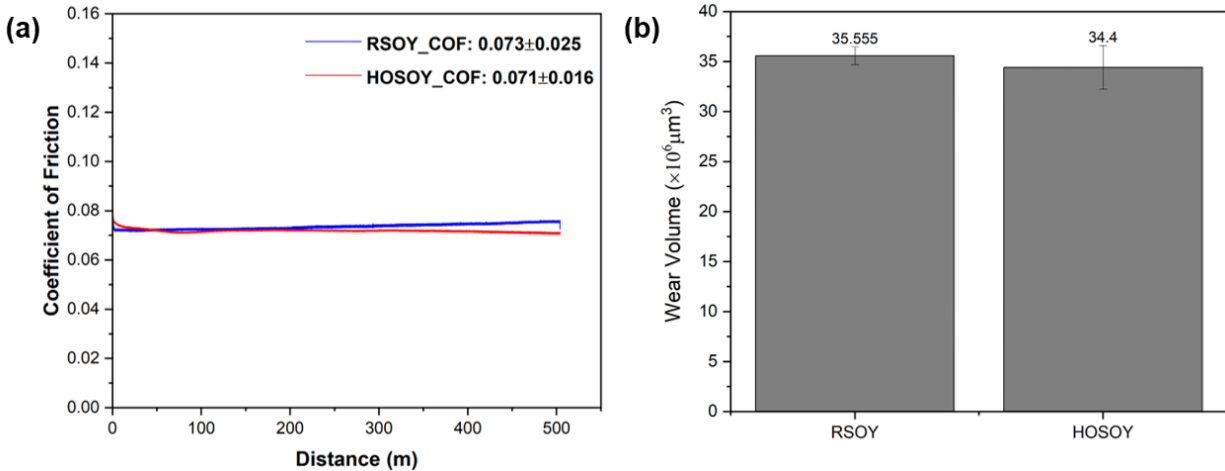 (a)
0.16
0.14
0.12
0.10
0.08
0.06
0.04
0.02
0.00
Coefficient of Friction
RSOY_COF: 0.073±0.025
HOSOY_COF: 0.071±0.016
0 100 200 300 400 500
Distance (m)
(b)
40
35
30
25
20
15
10
5
0
Wear Volume (×10⁶μm³)
35.555 34.4
RSOY HOSOY